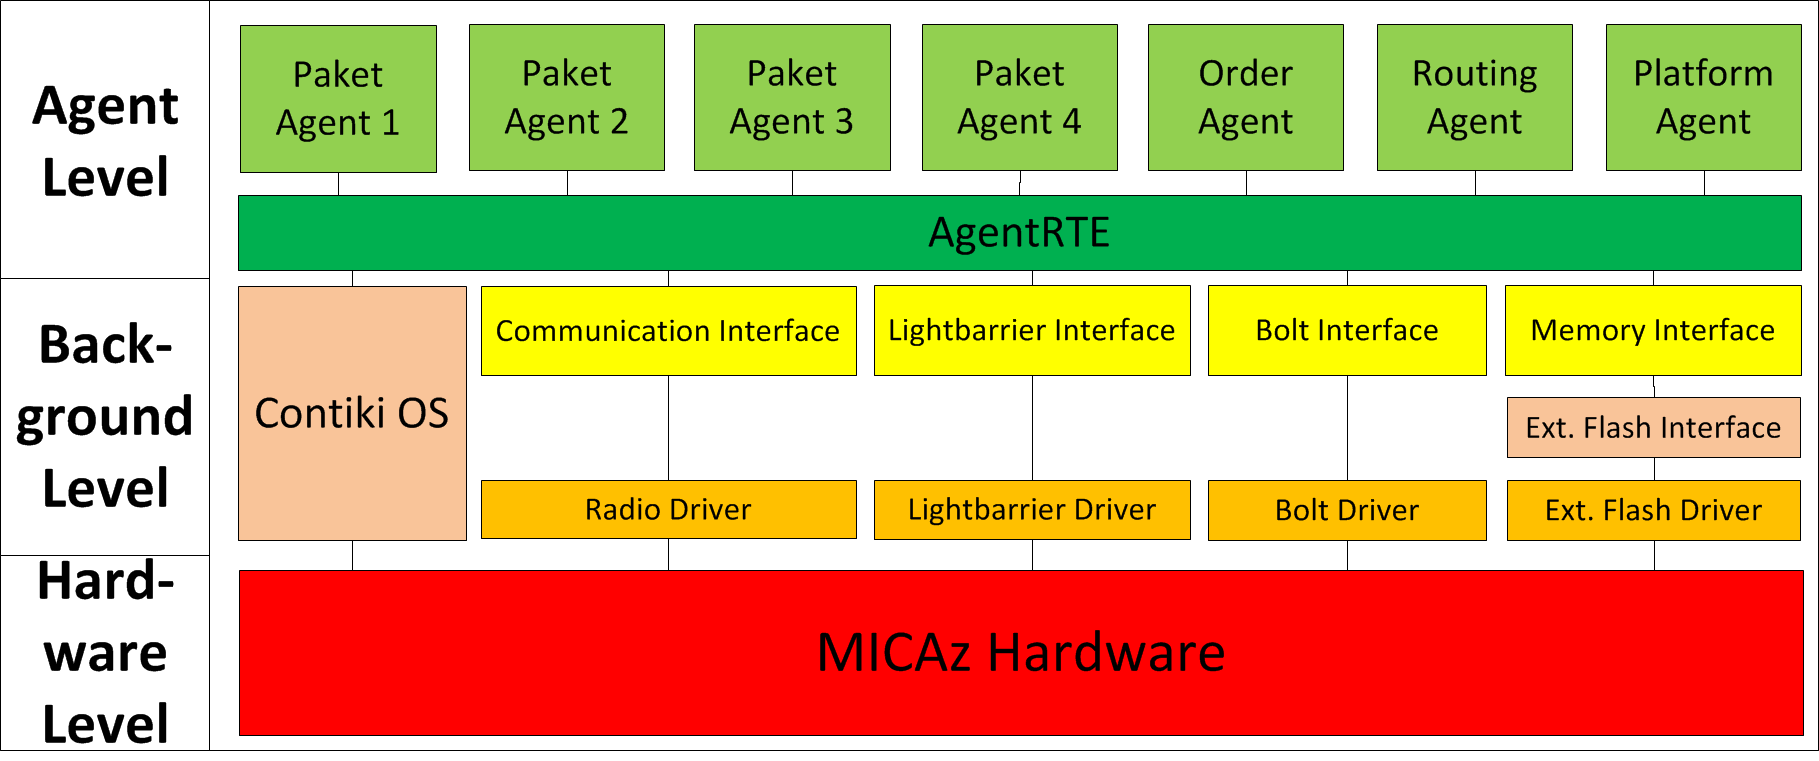 Agent
Level
Paket
Agent 1
Paket
Agent 2
Paket
Agent 3
Paket
Agent 4
Order
Agent
Routing
Agent
Platform
Agent
AgentRTE
Back-
ground
Level
Contiki OS
Communication Interface
Lightbarrier Interface
Bolt Interface
Memory Interface
Ext. Flash Interface
Radio Driver
Lightbarrier Driver
Bolt Driver
Ext. Flash Driver
Hard-
ware
Level
MICAz Hardware